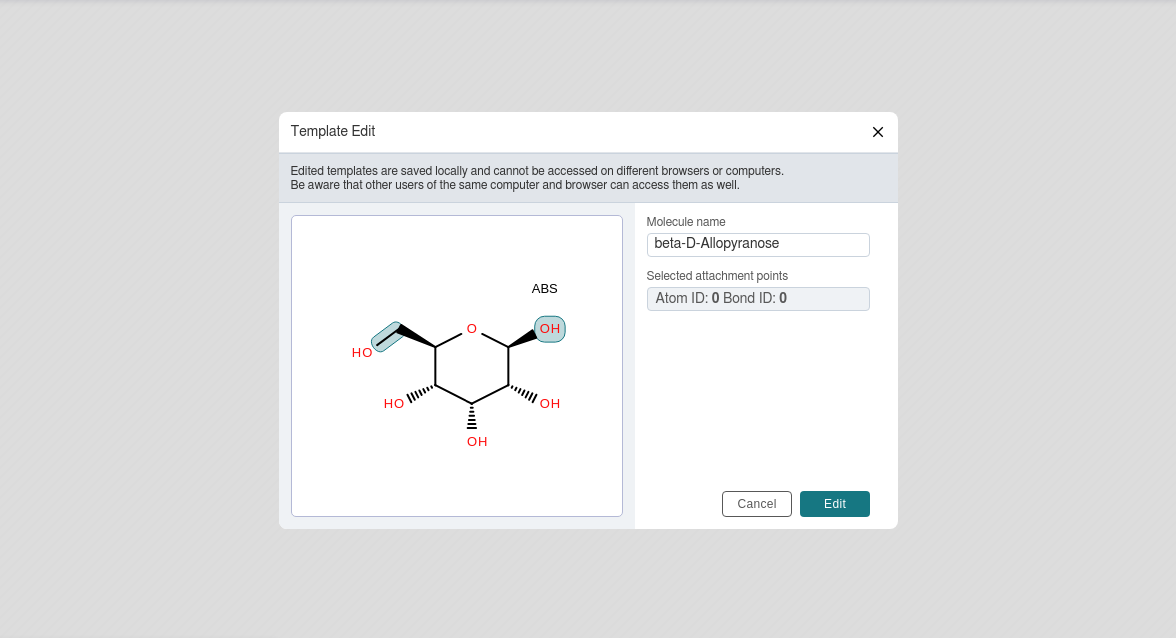 Template Edit
Edited templates are saved locally and cannot be accessed on different browsers or computers.
Be aware that other users of the same computer and browser can access them as well.
Molecule name
beta-D-Allopyranose
Selected attachment points
Atom ID: 0 Bond ID: 0
ABS
O
OH
HO
HO
OH
OH
Cancel
Edit